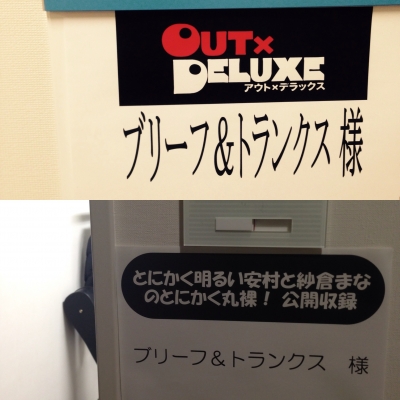 OUT×
DELUXE
アウト×デラックス
ブリーフ&トランクス 様
とにかく明るい安村と紗倉まな
のとにかく丸裸! 公開収録
ブリーフ&トランクス 様